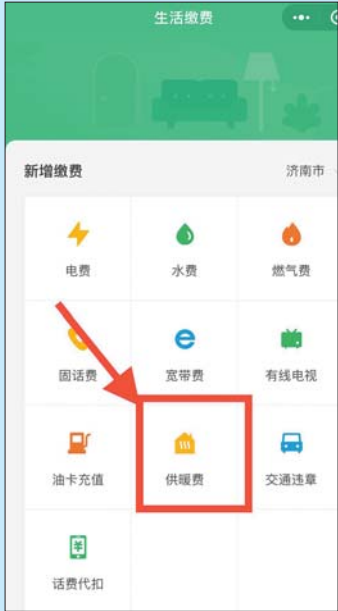 生活缴费
新增缴费
济南市
电费
水费
燃气费
固话费
宽带费
有线电视
油卡充值
供暖费
交通违章
话费代扣